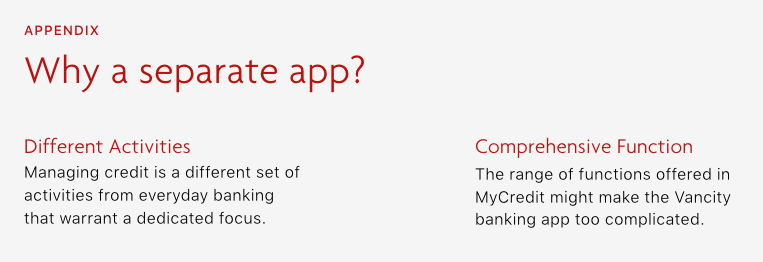 APPENDIX
Why a separate app?
Different Activities
Managing credit is a different set of
activities from everyday banking
that warrant a dedicated focus.
Comprehensive Function
The range of functions offered in
MyCredit might make the Vancity
banking app too complicated.